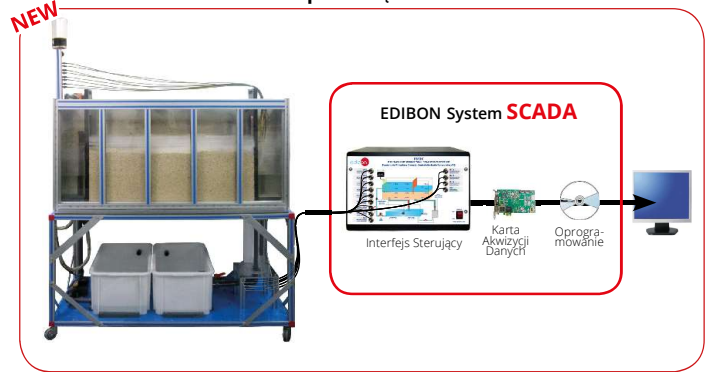 NEW
EDIBON System SCADA
Interfejs Sterujący
Karta
Akwizycji
Danych
Oprogra-
mowanie